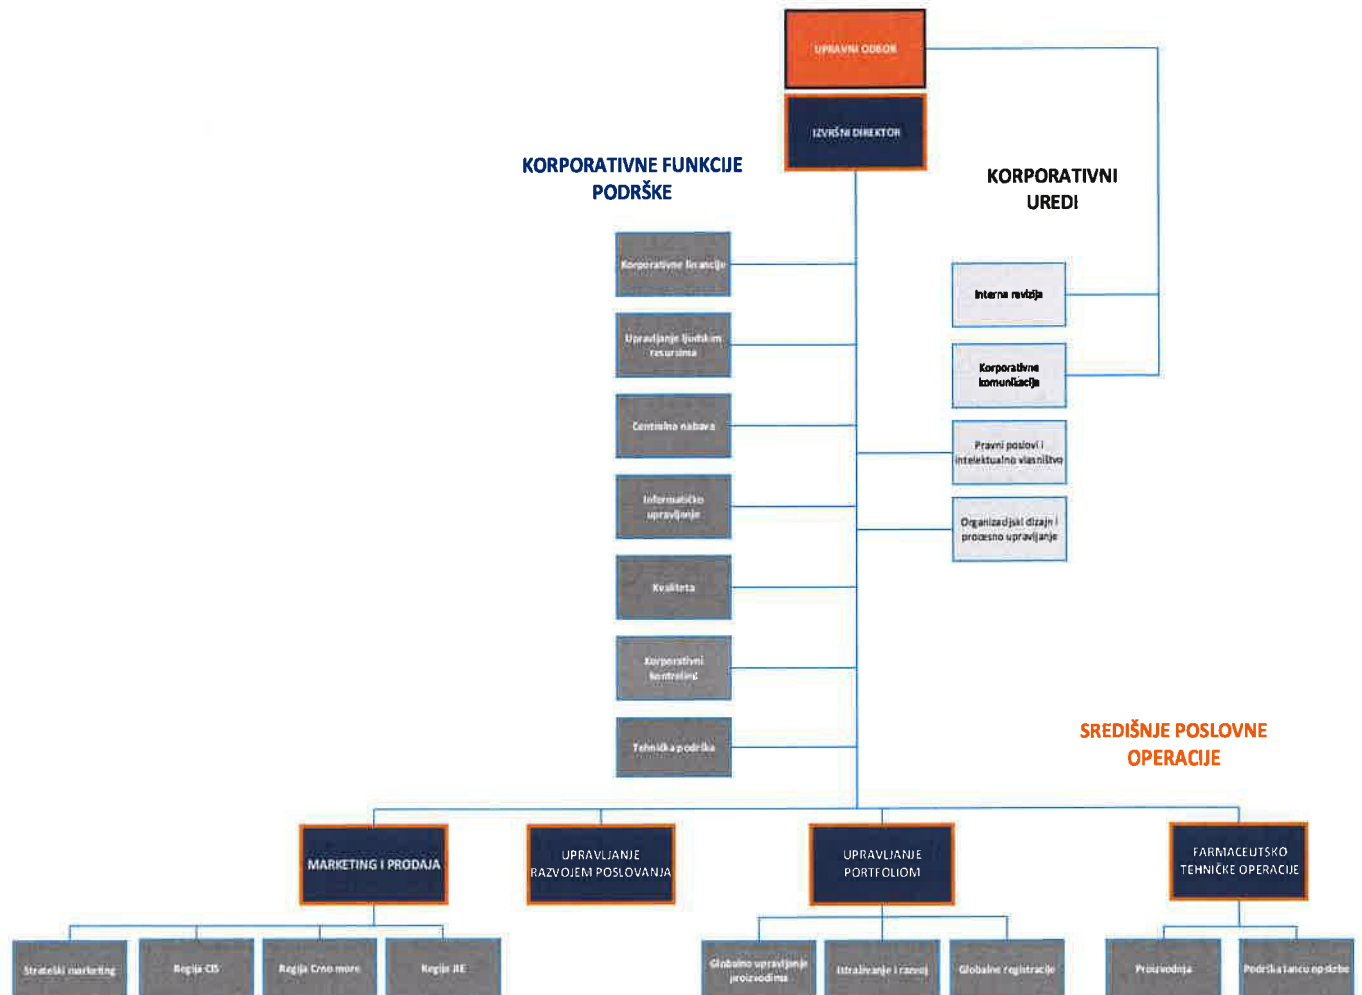 UPRAVNI ODBOR
IZVRŠNI DIREKTOR
KORPORATIVNE FUNKCIJE
PODRŠKE
KORPORATIVNI
UREDI
Korporativne financije
Upravljanje ljudskim
resursima
Centralna nabava
Informatičko
upravljanje
Kvaliteta
Korporativni
kontroling
Tehnička podrška
Interna revizija
Korporativne
komunikacije
Pravni poslovi i
intelektualno vlasništvo
Organizacijski dizajn i
procesno upravljanje
SREDIŠNJE POSLOVNE
OPERACIJE
MARKETING I PRODAJA
UPRAVLJANJE
RAZVOJEM POSLOVANJA
UPRAVLJANJE
PORTFOLIOM
FARMACEUTSKO
TEHNIČKE OPERACIJE
Strateški marketing
Regija CIS
Regija Crno more
Regija JIE
Globalno upravljanje
proizvodima
Istraživanje i razvoj
Globalne registracije
Proizvodnja
Podrška lancu opskrbe